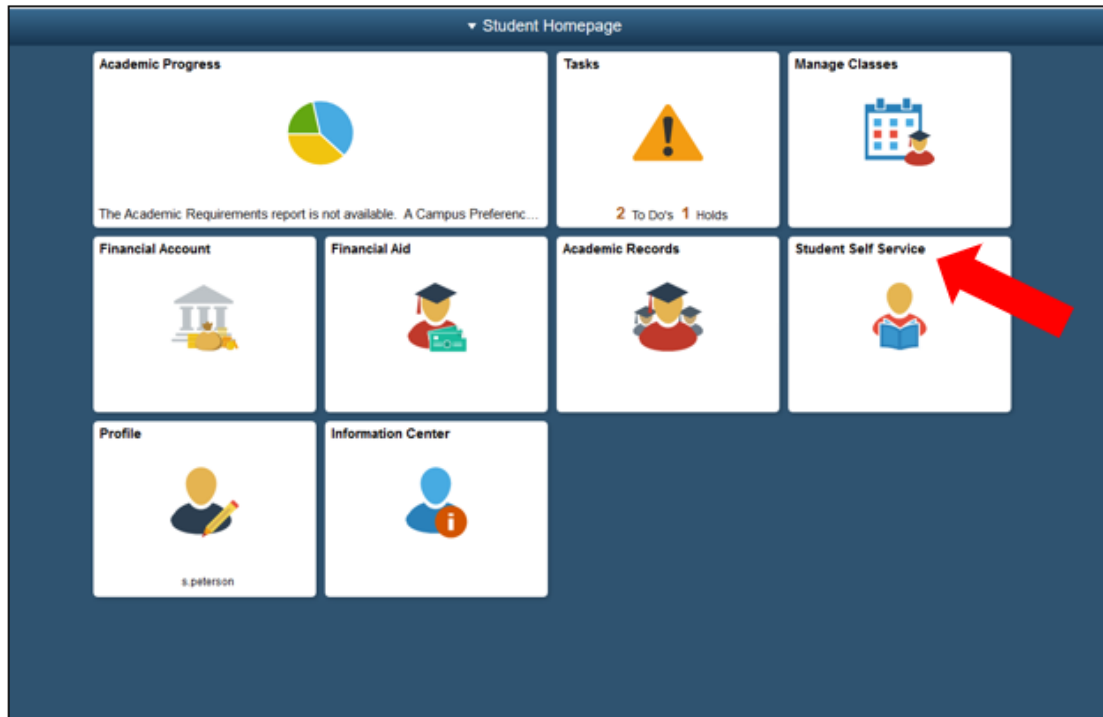 Student Homepage
Academic Progress
The Academic Requirements report is not available. A Campus Preferenc...
Tasks
2 To Do's 1 Holds
Manage Classes
Financial Account
Financial Aid
Academic Records
Student Self Service
Profile
s.peterson
Information Center
i